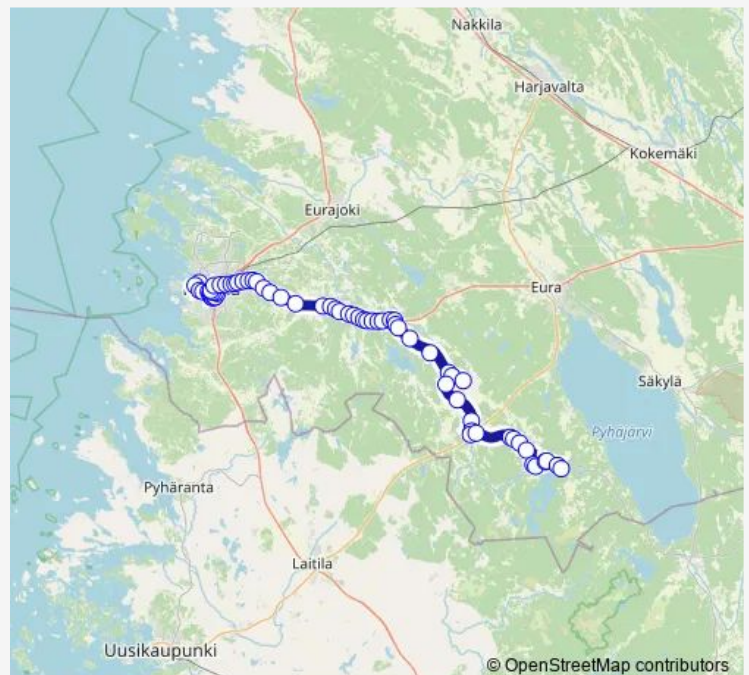 Nakkila
Harjavalta
Kokemäki
Eurajoki
Eura
Säkylä
Pyhäjärvi
Pyhäranta
Laitila
Uusikaupunki
© OpenStreetMap contributors